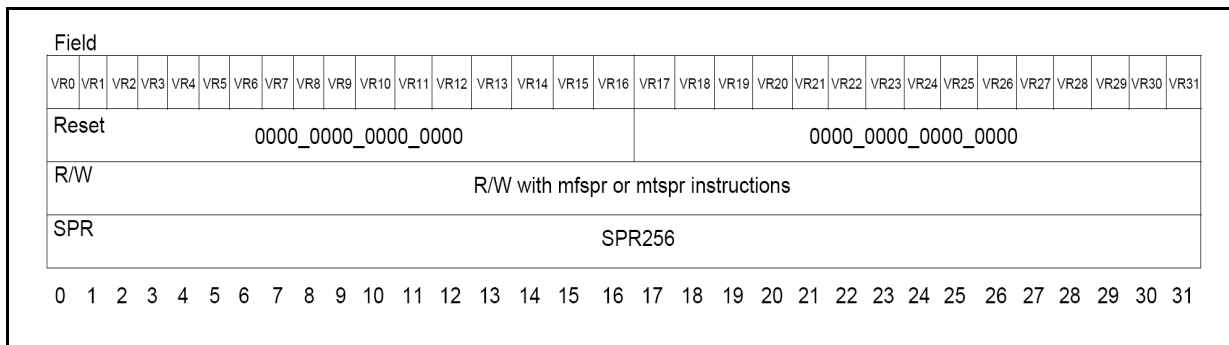 Field
VR0 VR1 VR2 VR3 VR4 VR5 VR6 VR7 VR8 VR9 VR10 VR11 VR12 VR13 VR14 VR15 VR16 VR17 VR18 VR19 VR20 VR21 VR22 VR23 VR24 VR25 VR26 VR27 VR28 VR29 VR30 VR31
Reset 0000_0000_0000_0000 0000_0000_0000_0000
R/W R/W with mfspr or mtspr instructions
SPR SPR256
0 1 2 3 4 5 6 7 8 9 10 11 12 13 14 15 16 17 18 19 20 21 22 23 24 25 26 27 28 29 30 31